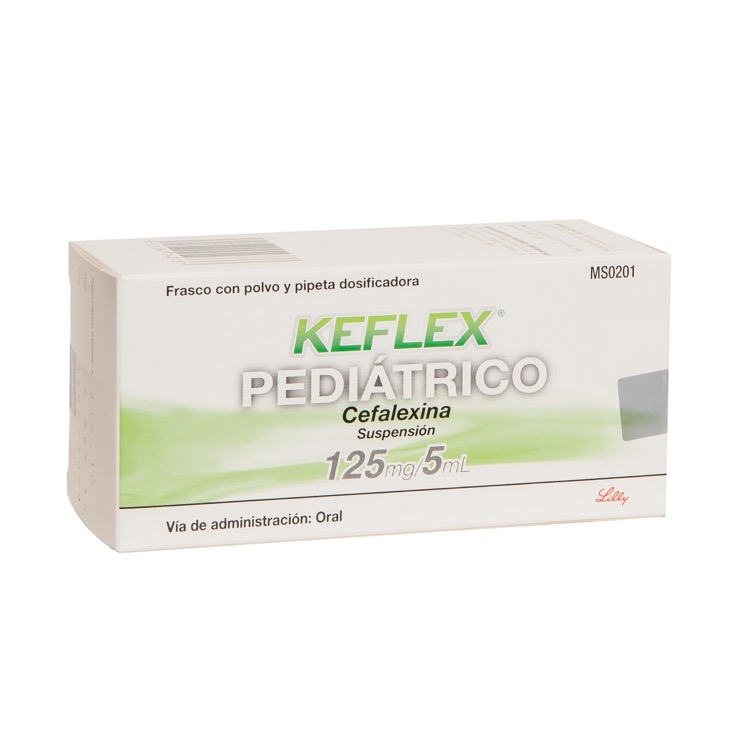 Frasco con polvo y pipeta dosificadora
MS0201
KEFLEX®
PEDIÁTRICO
Cefalexina
Suspensión
125mg/5mL
Lilly
Vía de administración: Oral